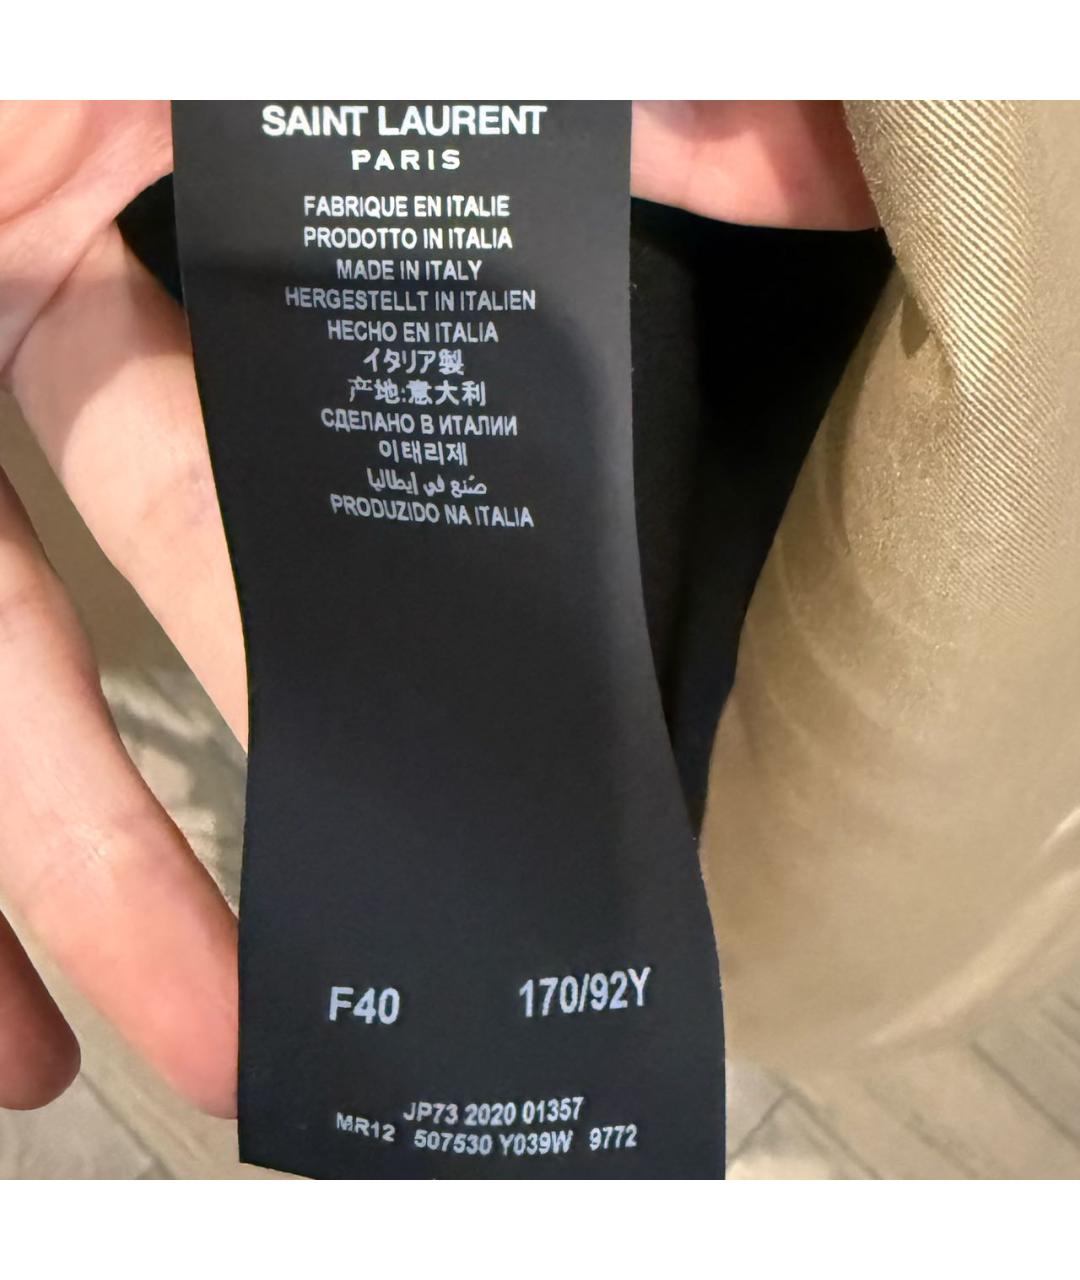 SAINT LAURENT
PARIS
FABRIQUE EN ITALIE
PRODOTTO IN ITALIA
MADE IN ITALY
HERGESTELLT IN ITALIEN
HECHO EN ITALIA
イタリア製
产地:意大利
СДЕЛАНО В ИТАЛИИ
이태리제
صُنع في إيطاليا
PRODUZIDO NA ITALIA
F40 170/92Y
JP73 2020 01357
MR12 507530 Y039W 9772